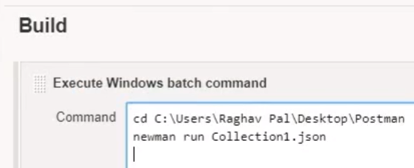 Build
Execute Windows batch command
Command
cd C:\Users\Raghav Pal\Desktop\Postman
newman run Collection1.json